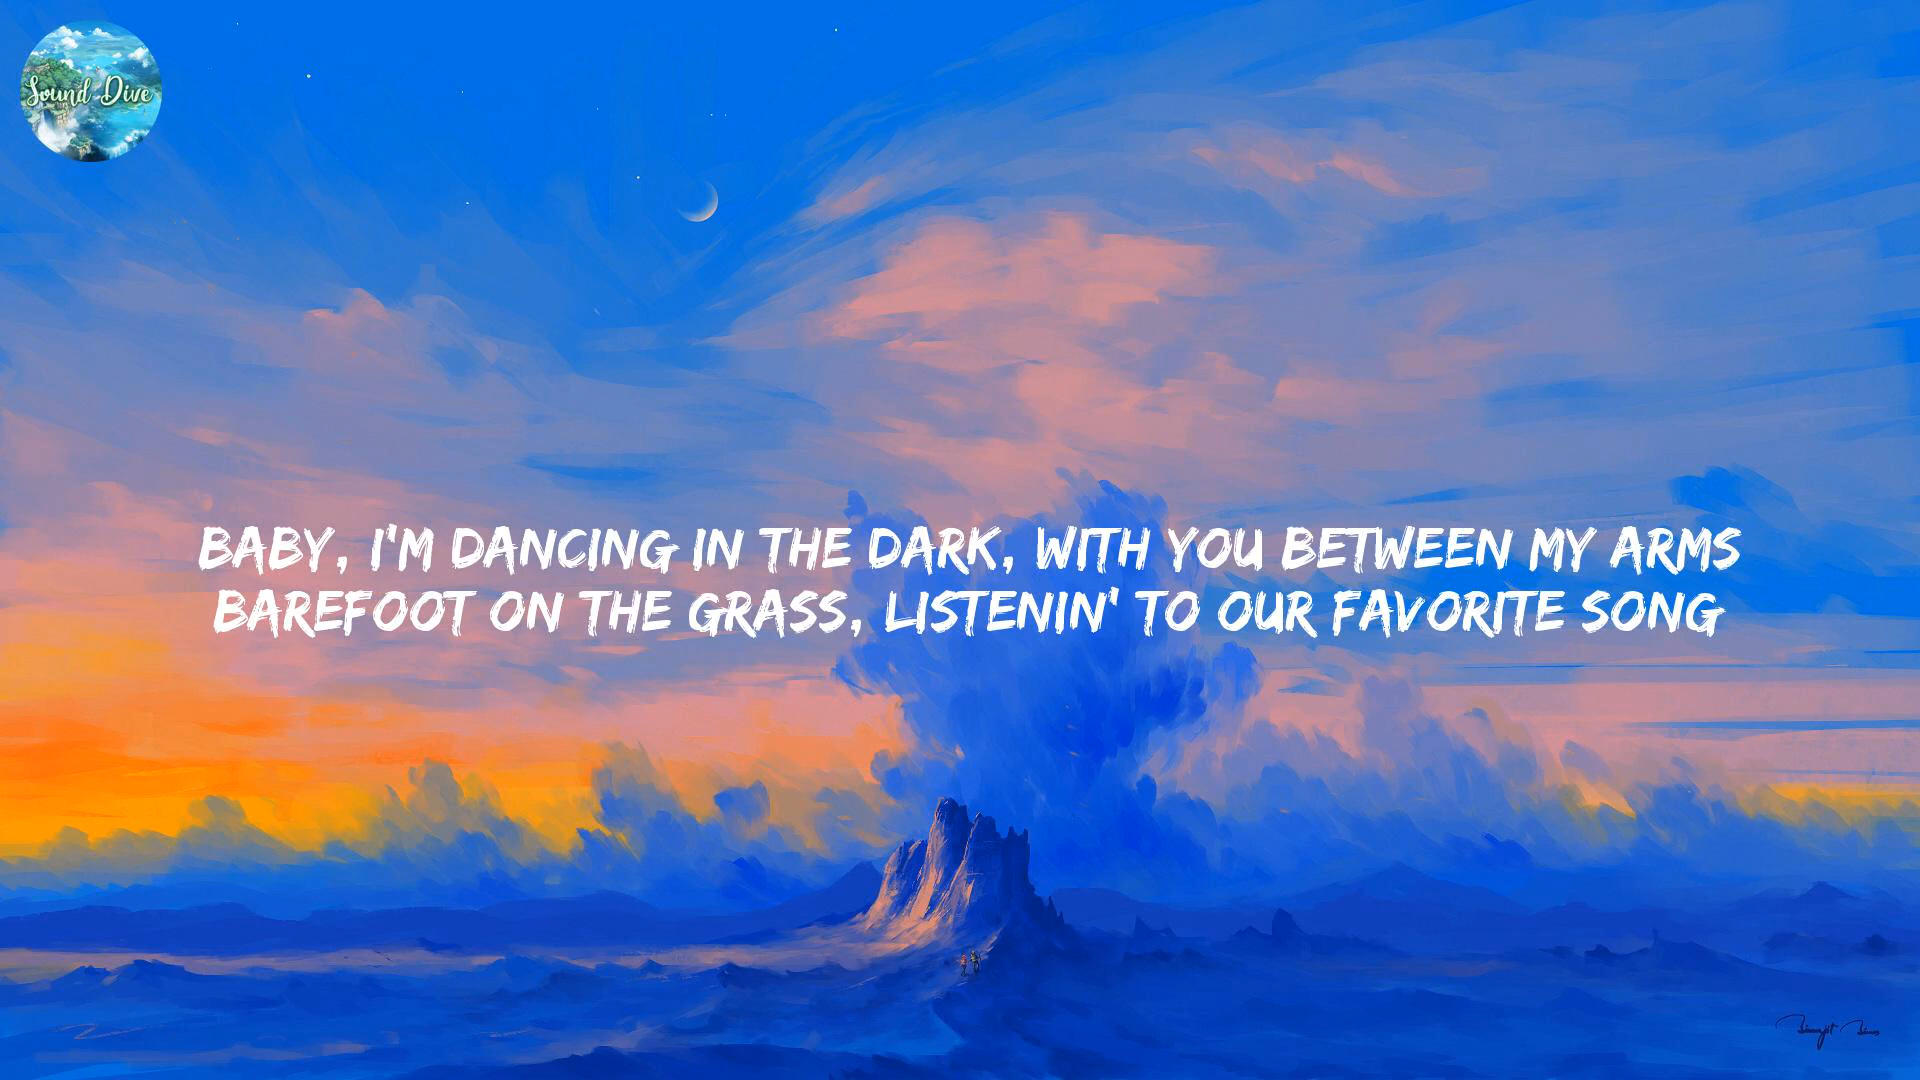 Sound-Dive
BABY, I'M DANCING IN THE DARK, WITH YOU BETWEEN MY ARMS
BAREFOOT ON THE GRASS, LISTENIN' TO OUR FAVORITE SONG